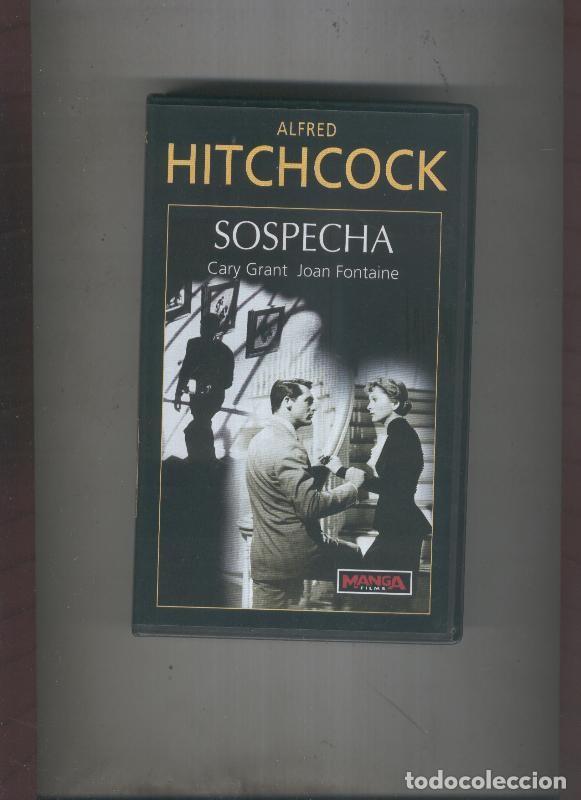 ALFRED
HITCHCOCK
SOSPECHA
Cary Grant Joan Fontaine
MANGA
FILMS
todocoleccion